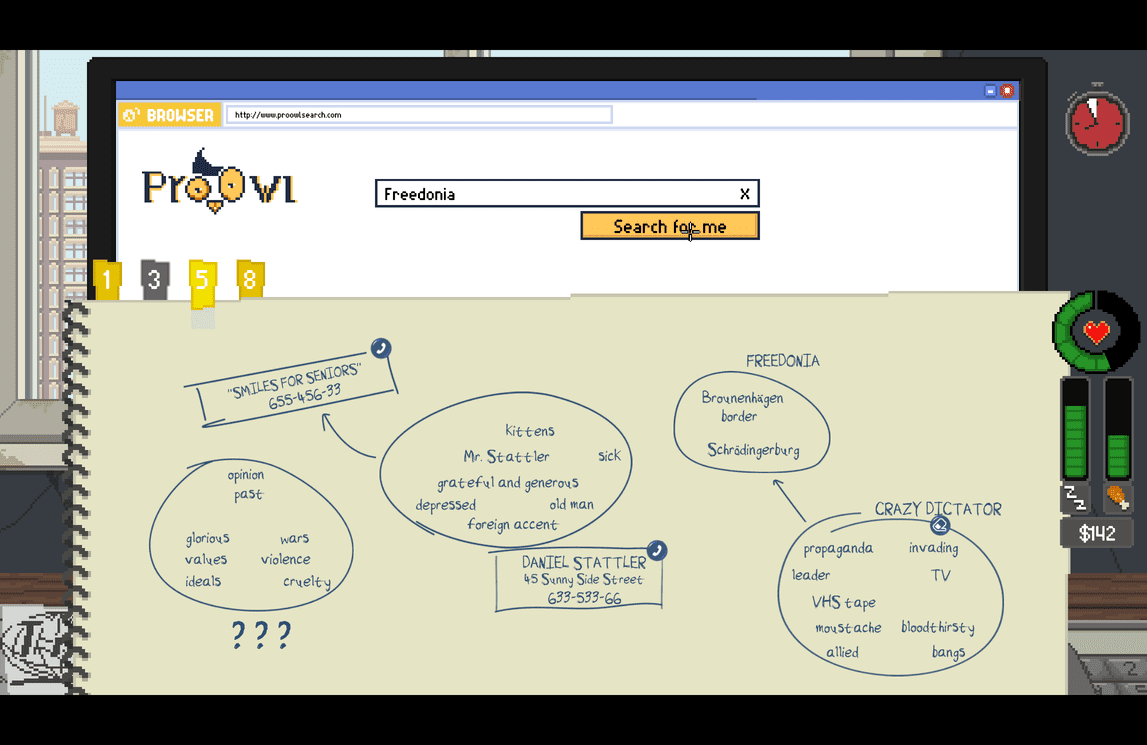 BROWSER
http://www.proowlsearch.com
PrOOwl
Freedonia X
Search for me
1 3 5 8
"SMILES FOR SENIORS"
655-456-33
FREEDONIA
Brounenhägen
border
Schrödingerburg
Kittens
Mr. Stattler sick
grateful and generous
depressed old man
foreign accent
opinion
past
glorious wars
values violence
ideals cruelty
???
DANIEL STATTLER
45 Sunny Side Street
633-533-66
CRAZY DICTATOR
propaganda invading
leader TV
VHS tape
moustache bloodthirsty
allied bangs
$142
2